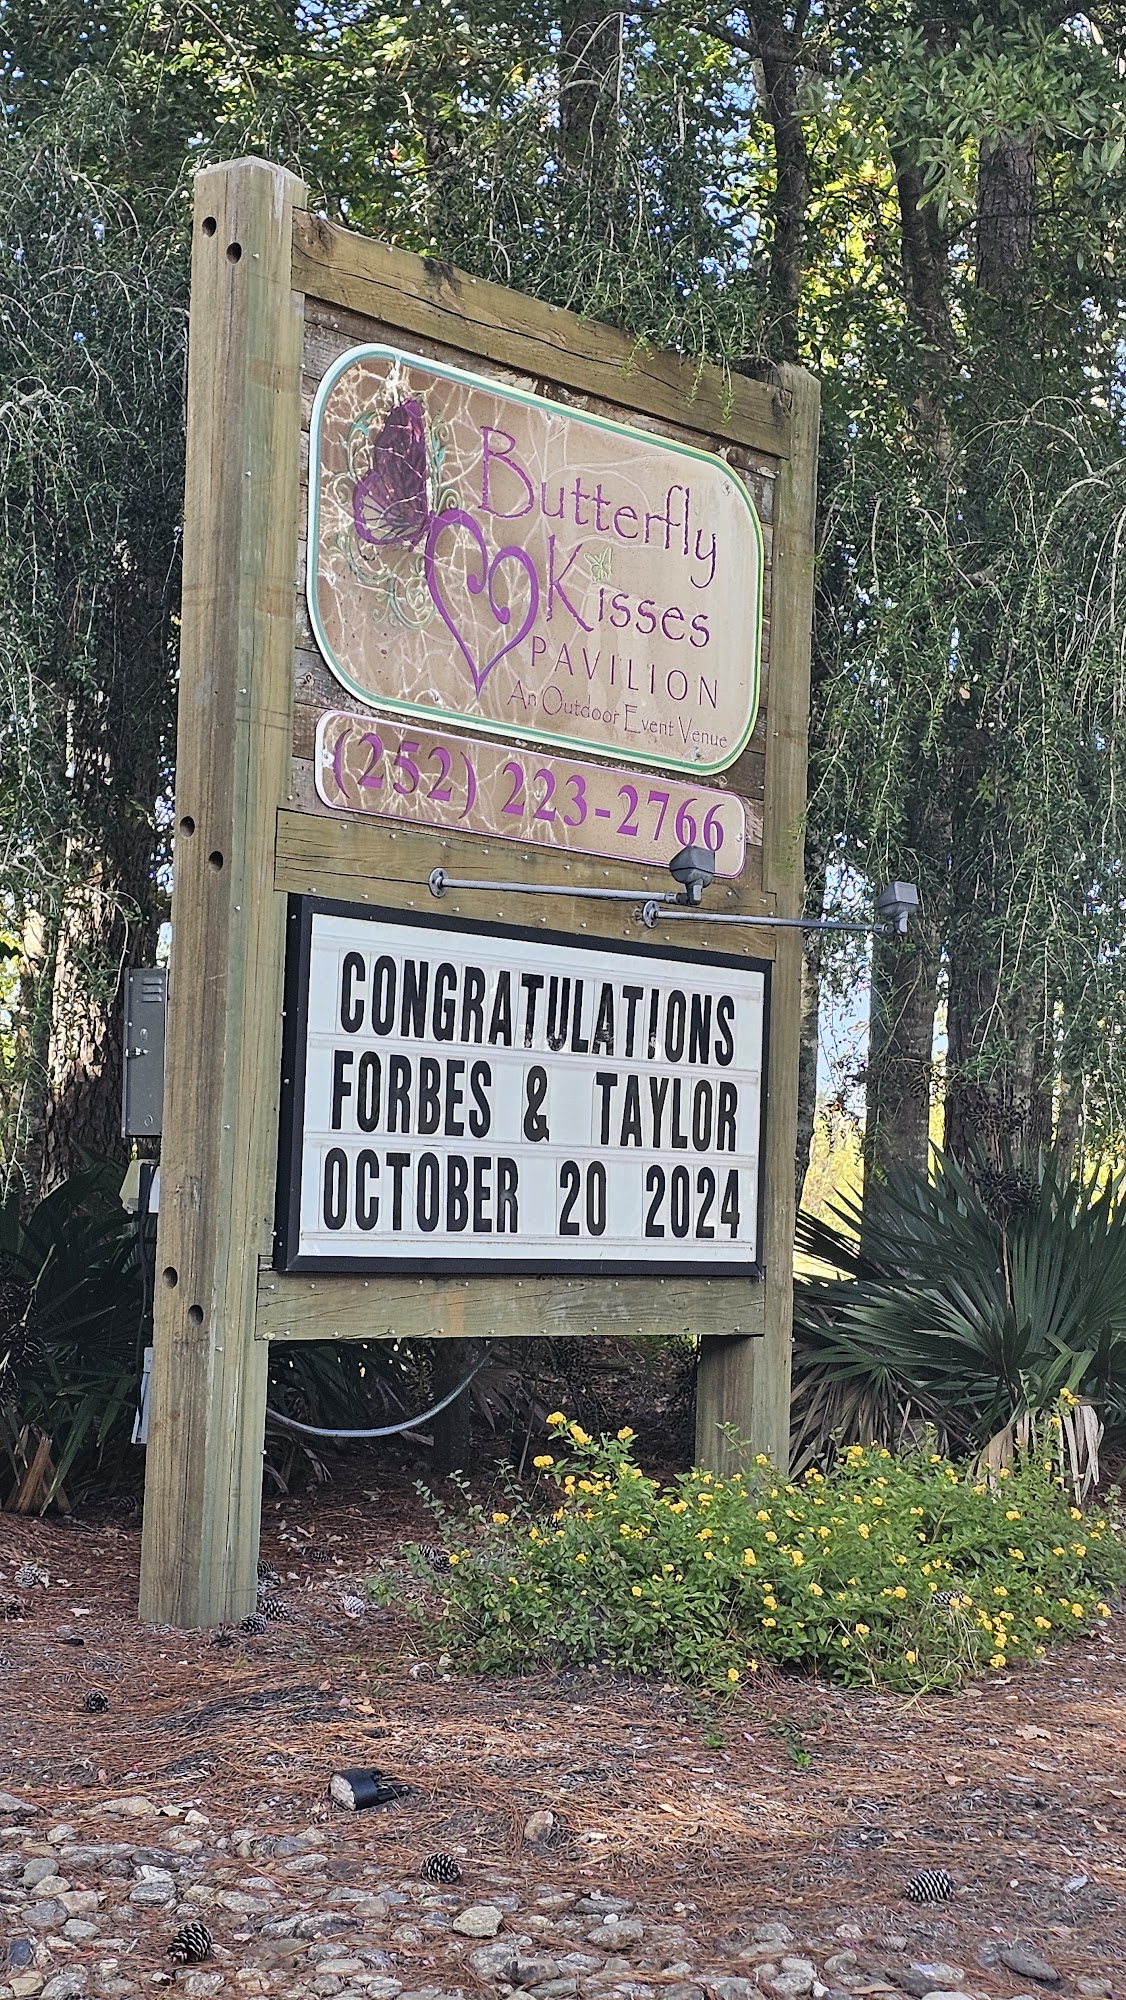 Butterfly
Kisses
PAVILION
An Outdoor Event Venue
(252) 223-2766
CONGRATULATIONS
FORBES & TAYLOR
OCTOBER 20 2024